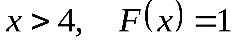 x > 4, F(x) = 1